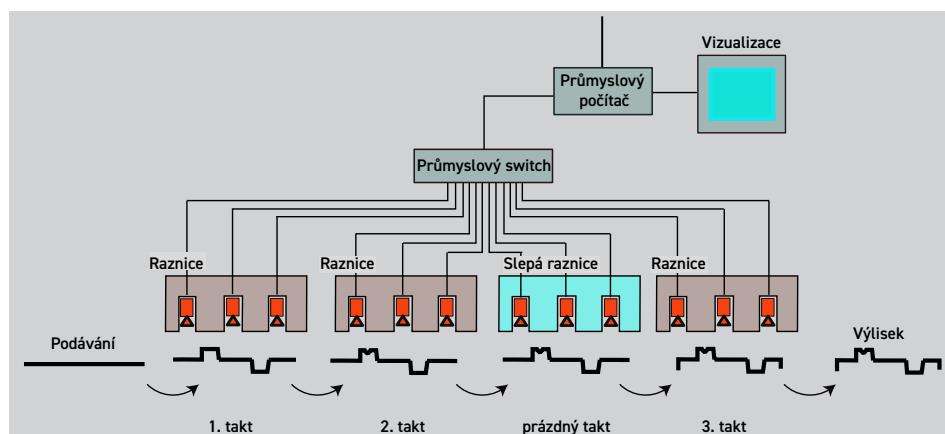 Vizualizace
Průmyslový
počítač
Průmyslový switch
Raznice
Raznice
Slepá raznice
Raznice
Podávání
Výlisek
1. takt
2. takt
prázdný takt
3. takt